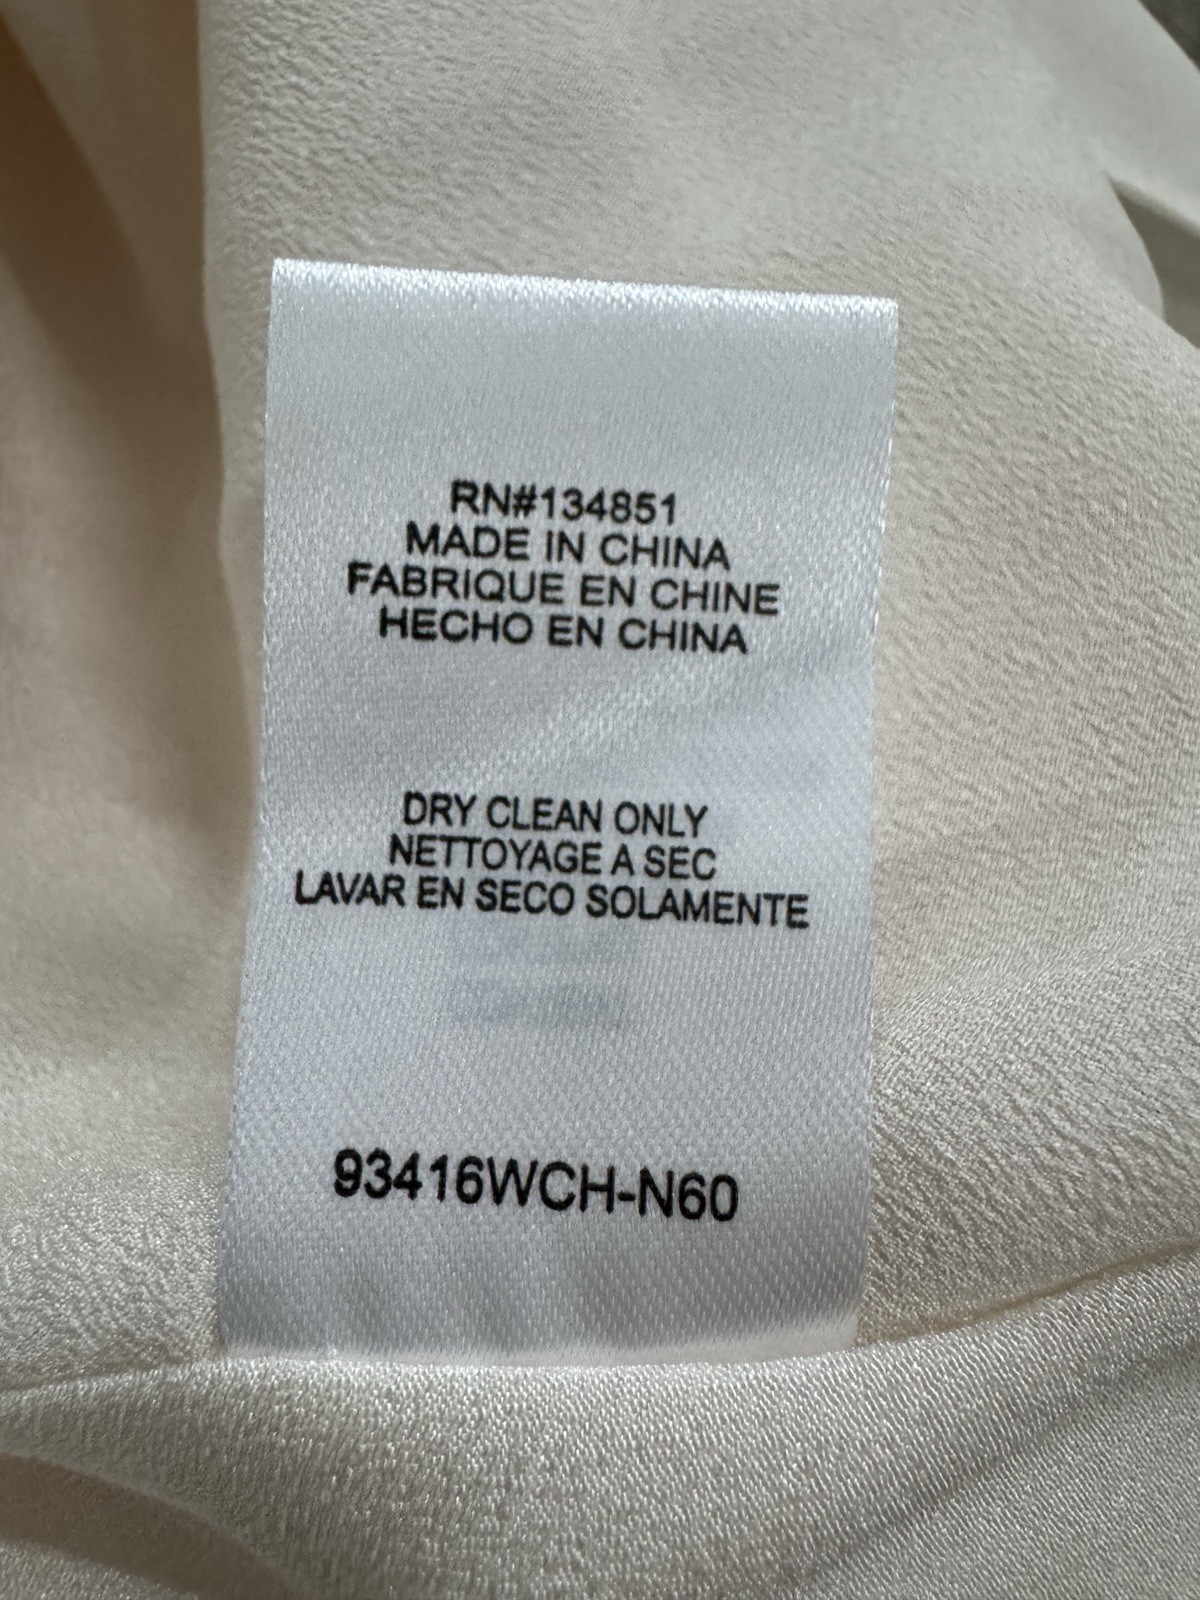 RN#134851
MADE IN CHINA
FABRIQUE EN CHINE
HECHO EN CHINA
DRY CLEAN ONLY
NETTOYAGE A SEC
LAVAR EN SECO SOLAMENTE
93416WCH-N60